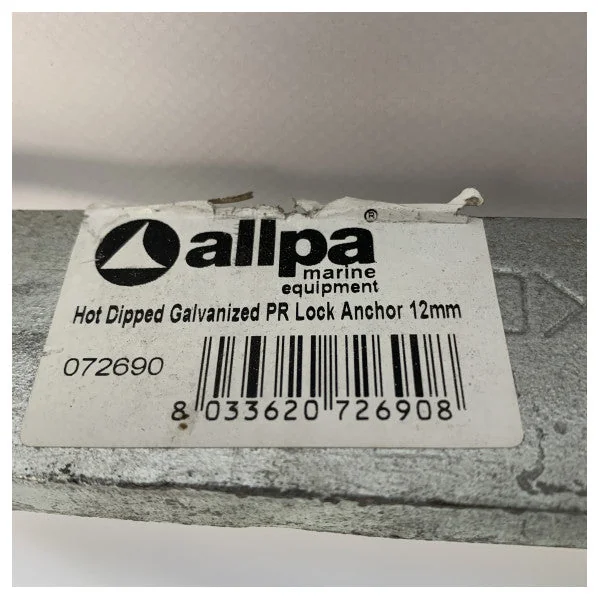 allpa®
marine
equipment
Hot Dipped Galvanized PR Lock Anchor 12mm
072690
8 033620 726908